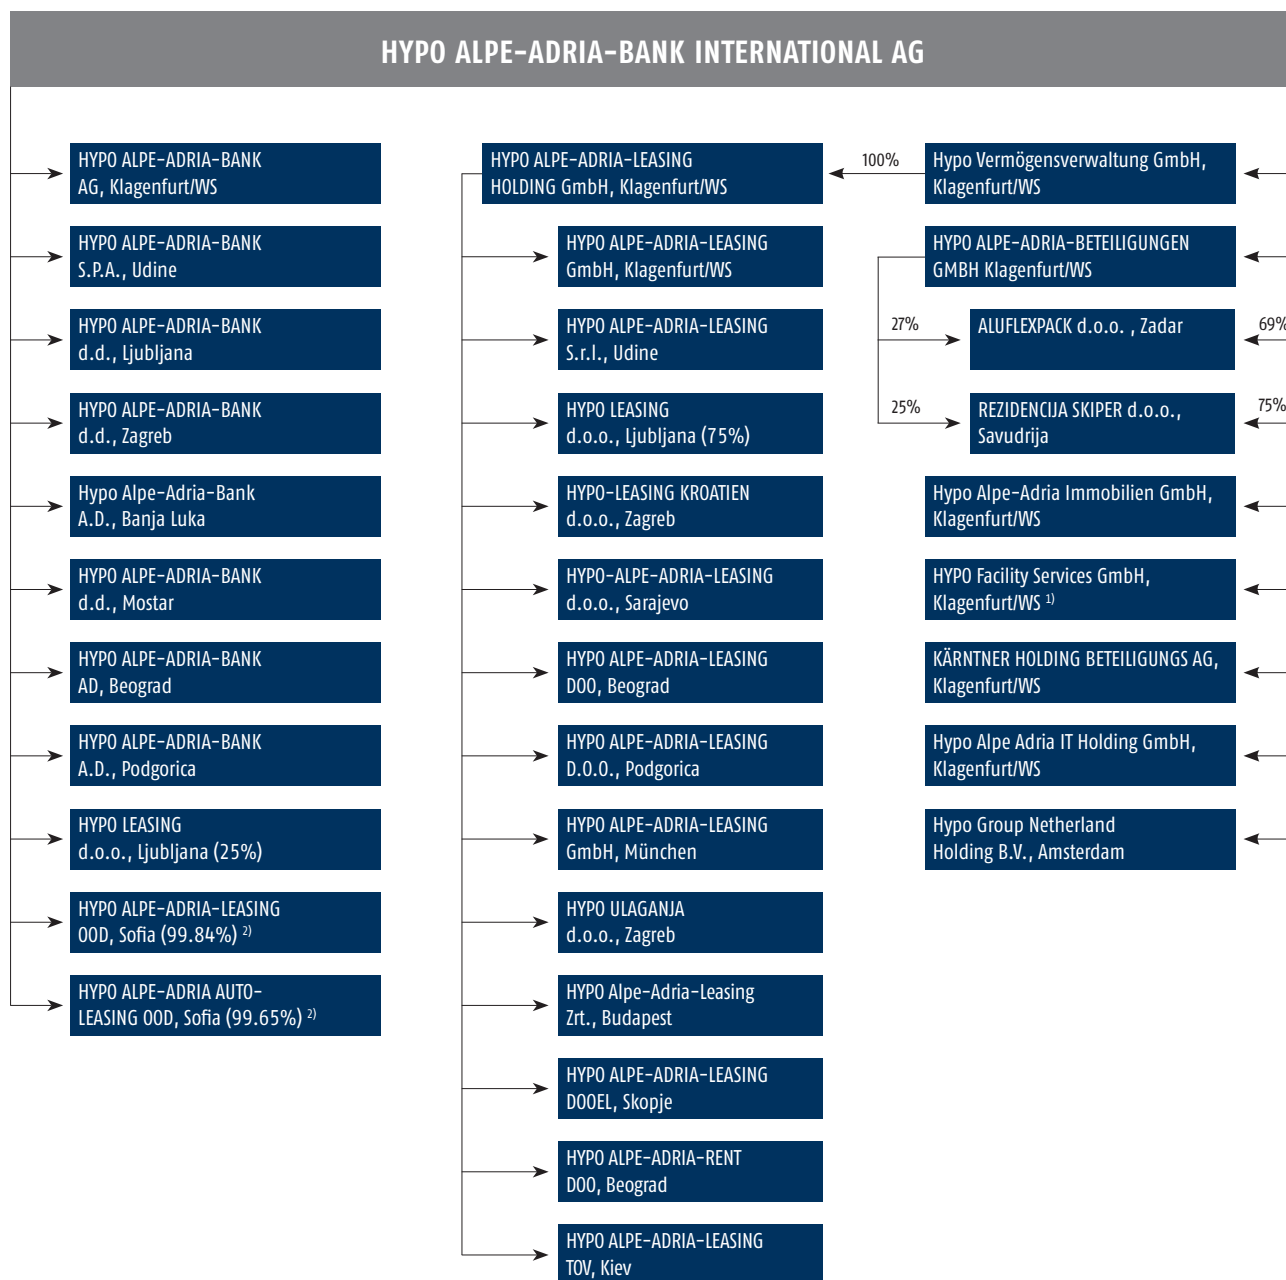 HYPO ALPE-ADRIA-BANK INTERNATIONAL AG
HYPO ALPE-ADRIA-BANK
AG, Klagenfurt/WS
HYPO ALPE-ADRIA-BANK
S.P.A., Udine
HYPO ALPE-ADRIA-BANK
d.d., Ljubljana
HYPO ALPE-ADRIA-BANK
d.d., Zagreb
Hypo Alpe-Adria-Bank
A.D., Banja Luka
HYPO ALPE-ADRIA-BANK
d.d., Mostar
HYPO ALPE-ADRIA-BANK
AD, Beograd
HYPO ALPE-ADRIA-BANK
A.D., Podgorica
HYPO LEASING
d.o.o., Ljubljana (25%)
HYPO ALPE-ADRIA-LEASING
OOD, Sofia (99.84%) 2)
HYPO ALPE-ADRIA AUTO-
LEASING OOD, Sofia (99.65%) 2)
HYPO ALPE-ADRIA-LEASING
HOLDING GmbH, Klagenfurt/WS
HYPO ALPE-ADRIA-LEASING
GmbH, Klagenfurt/WS
HYPO ALPE-ADRIA-LEASING
S.r.l., Udine
HYPO LEASING
d.o.o., Ljubljana (75%)
HYPO-LEASING KROATIEN
d.o.o., Zagreb
HYPO-ALPE-ADRIA-LEASING
d.o.o., Sarajevo
HYPO ALPE-ADRIA-LEASING
DOO, Beograd
HYPO ALPE-ADRIA-LEASING
D.O.O., Podgorica
HYPO ALPE-ADRIA-LEASING
GmbH, München
HYPO ULAGANJA
d.o.o., Zagreb
HYPO Alpe-Adria-Leasing
Zrt., Budapest
HYPO ALPE-ADRIA-LEASING
DOOEL, Skopje
HYPO ALPE-ADRIA-RENT
DOO, Beograd
HYPO ALPE-ADRIA-LEASING
TOV, Kiev
100%
Hypo Vermögensverwaltung GmbH,
Klagenfurt/WS
HYPO ALPE-ADRIA-BETEILIGUNGEN
GMBH Klagenfurt/WS
27%
ALUFLEXPACK d.o.o. , Zadar
69%
25%
REZIDENCIJA SKIPER d.o.o.,
Savudrija
75%
Hypo Alpe-Adria Immobilien GmbH,
Klagenfurt/WS
HYPO Facility Services GmbH,
Klagenfurt/WS 1)
KÄRNTNER HOLDING BETEILIGUNGS AG,
Klagenfurt/WS
Hypo Alpe Adria IT Holding GmbH,
Klagenfurt/WS
Hypo Group Netherland
Holding B.V., Amsterdam